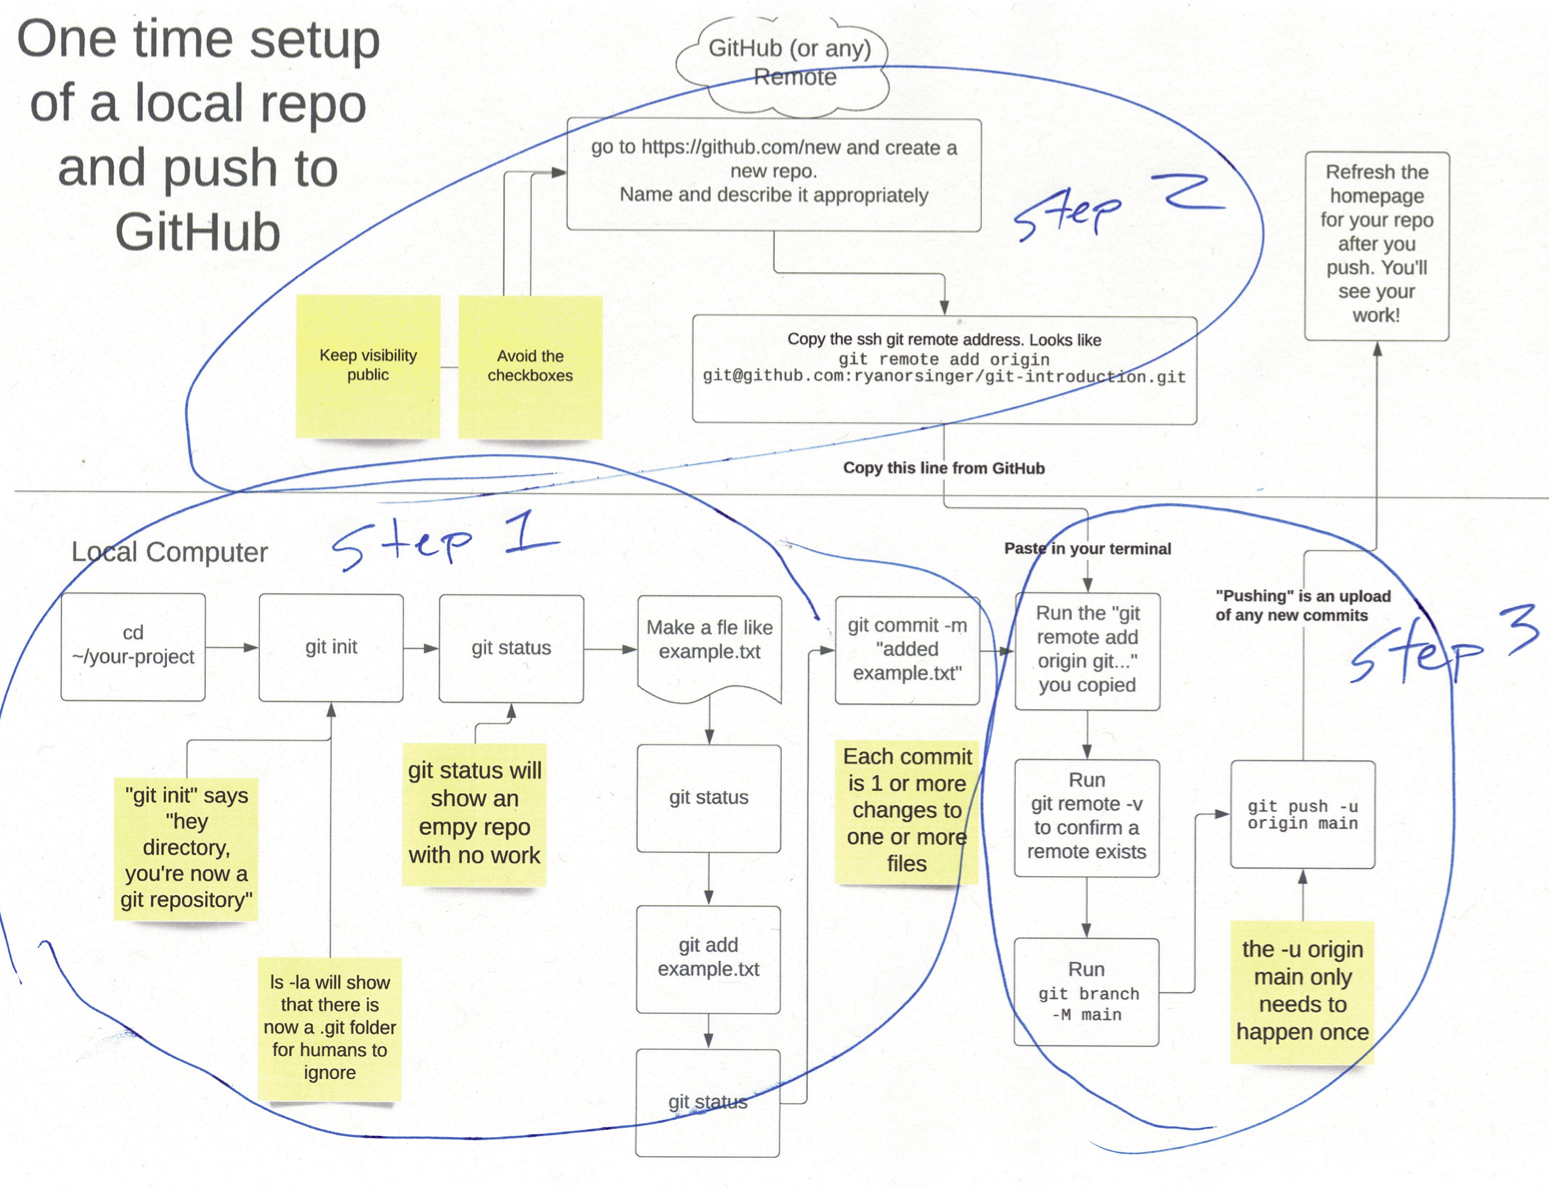 One time setup
of a local repo
and push to
GitHub
GitHub (or any)
Remote
go to https://github.com/new and create a
new repo.
Name and describe it appropriately
step 2
Refresh the
homepage
for your repo
after you
push. You'll
see your
work!
Keep visibility
public
Avoid the
checkboxes
Copy the ssh git remote address. Looks like
git remote add origin
git@github.com:ryanorsinger/git-introduction.git
Copy this line from GitHub
Local Computer
step 1
Paste in your terminal
cd
~/your-project
git init
git status
Make a fle like
example.txt
git commit -m
"added
example.txt"
Run the "git
remote add
origin git..."
you copied
"Pushing" is an upload
of any new commits
step 3
"git init" says
"hey
directory,
you're now a
git repository"
git status will
show an
empy repo
with no work
git status
Each commit
is 1 or more
changes to
one or more
files
Run
git remote -v
to confirm a
remote exists
git push -u
origin main
ls -la will show
that there is
now a .git folder
for humans to
ignore
git add
example.txt
git status
Run
git branch
-M main
the -u origin
main only
needs to
happen once